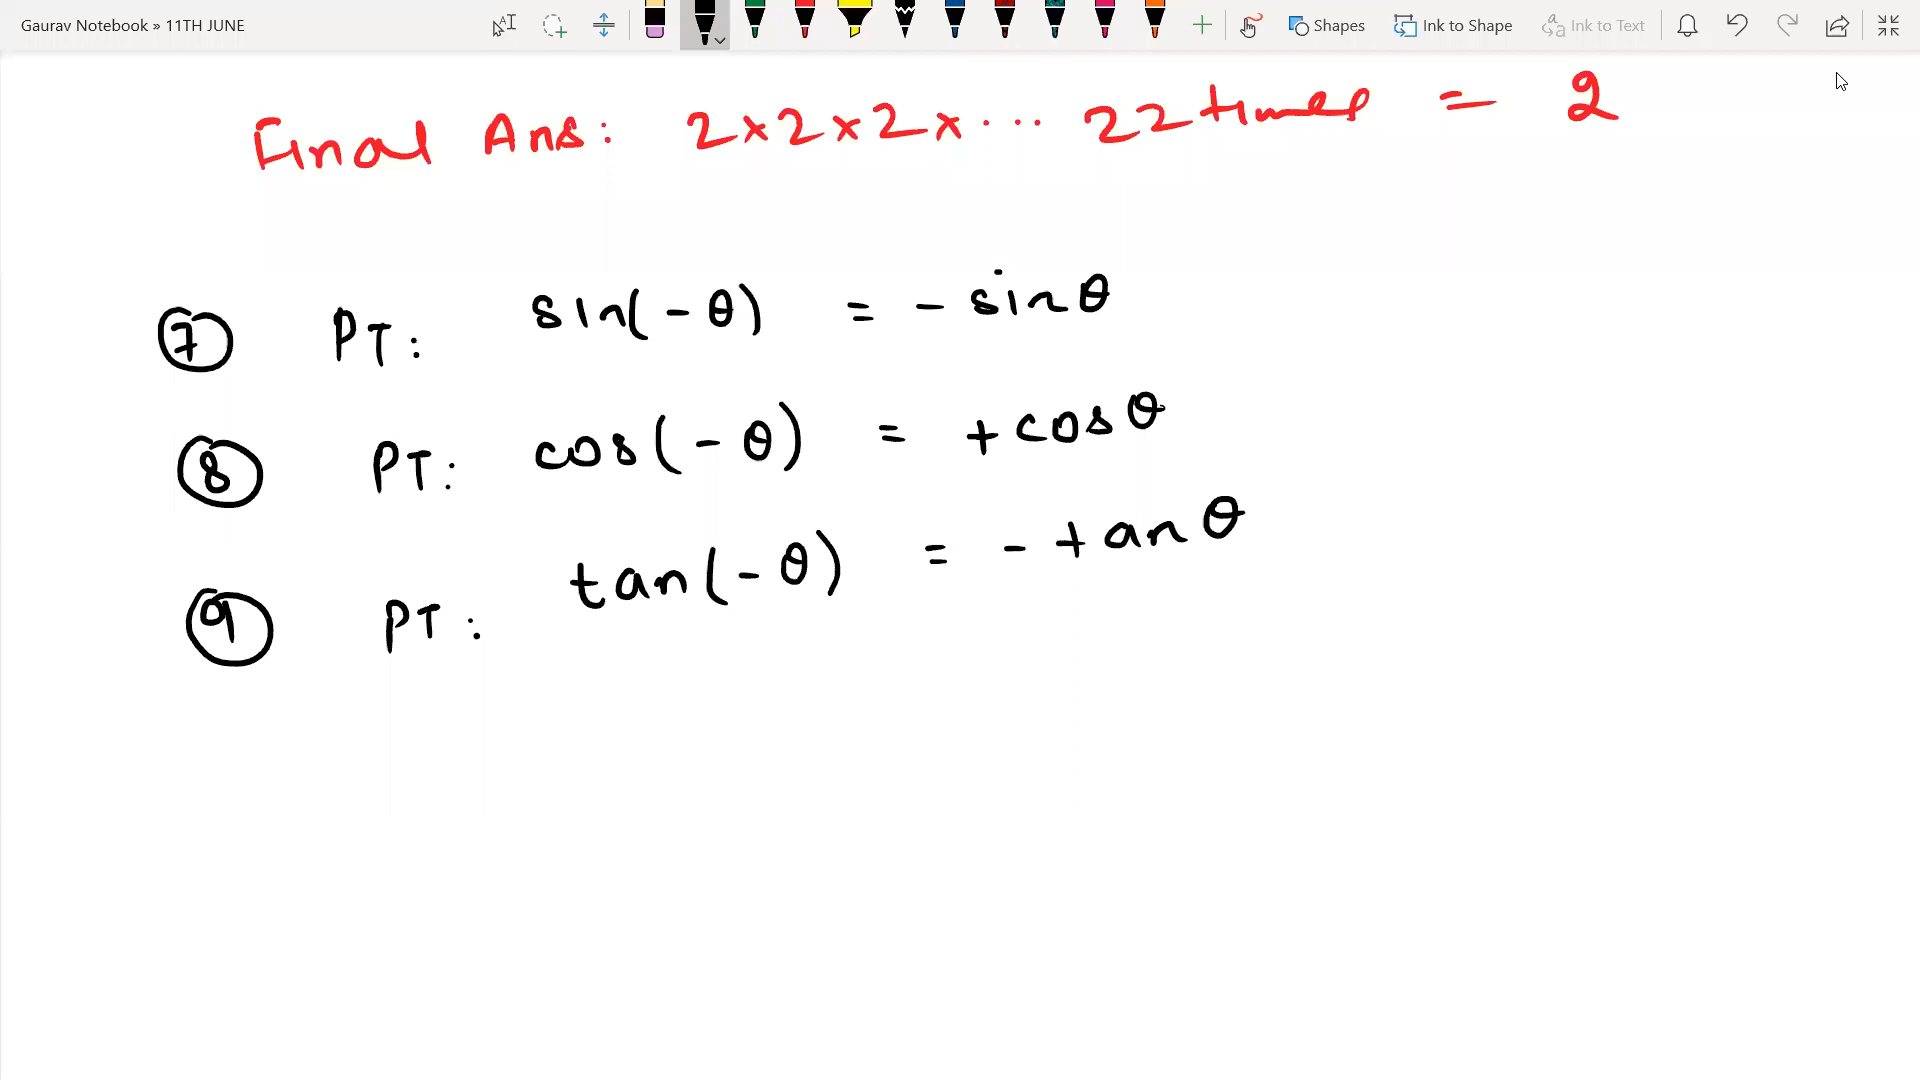 Gaurav Notebook » 11TH JUNE
Shapes Ink to Shape Ink to Text
Final Ans: 2×2×2×... 22 times = 2
⑦ PT: sin(-θ) = - sinθ
⑧ PT: cos(-θ) = + cosθ
⑨ PT: tan(-θ) = - tanθ